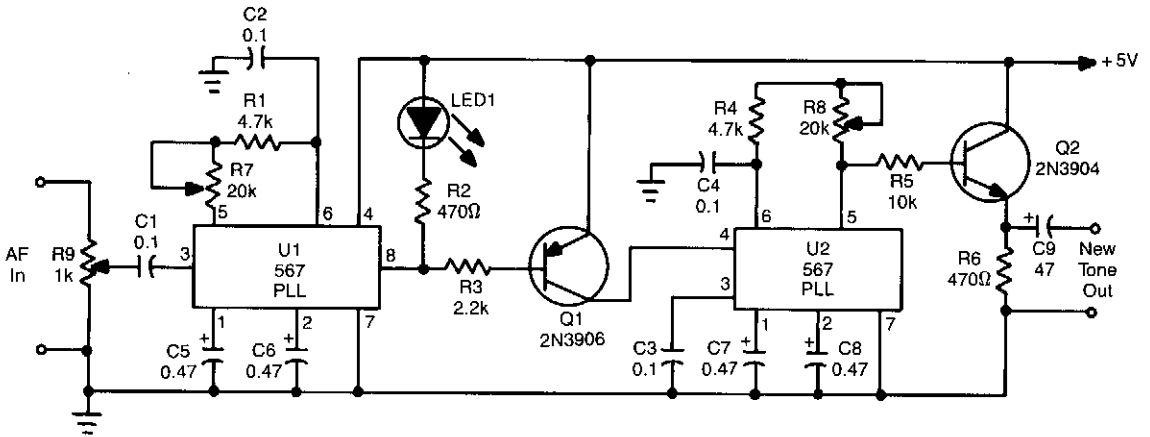 C2
0.1
R1
4.7k
R7
20k
AF
In
R9
1k
C1
0.1
3
5
6
4
U1
567
PLL
8
1
2
7
C5
0.47
+
C6
0.47
+
LED1
R2
470Ω
R3
2.2k
Q1
2N3906
+ 5V
R4
4.7k
R8
20k
C4
0.1
R5
10k
Q2
2N3904
6
5
4
3
U2
567
PLL
1
2
7
C3
0.1
C7
0.47
+
C8
0.47
+
R6
470Ω
+
C9
47
New
Tone
Out